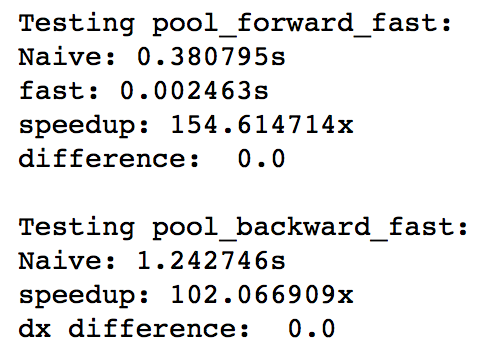 Testing pool_forward_fast:
Naive: 0.380795s
fast: 0.002463s
speedup: 154.614714x
difference:  0.0
Testing pool_backward_fast:
Naive: 1.242746s
speedup: 102.066909x
dx difference:  0.0